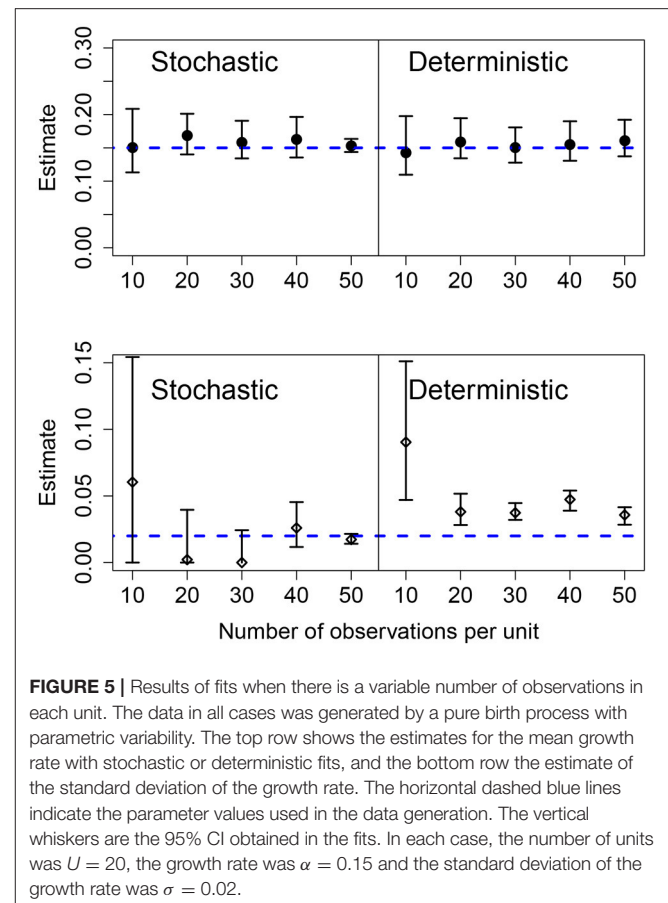 Stochastic Deterministic
0.30
0.20
0.10
0.00
Estimate
10 20 30 40 50 10 20 30 40 50
Stochastic Deterministic
0.15
0.10
0.05
0.00
Estimate
10 20 30 40 50 10 20 30 40 50
Number of observations per unit
FIGURE 5 | Results of fits when there is a variable number of observations in
each unit. The data in all cases was generated by a pure birth process with
parametric variability. The top row shows the estimates for the mean growth
rate with stochastic or deterministic fits, and the bottom row the estimate of
the standard deviation of the growth rate. The horizontal dashed blue lines
indicate the parameter values used in the data generation. The vertical
whiskers are the 95% CI obtained in the fits. In each case, the number of units
was U = 20, the growth rate was α = 0.15 and the standard deviation of the
growth rate was σ = 0.02.